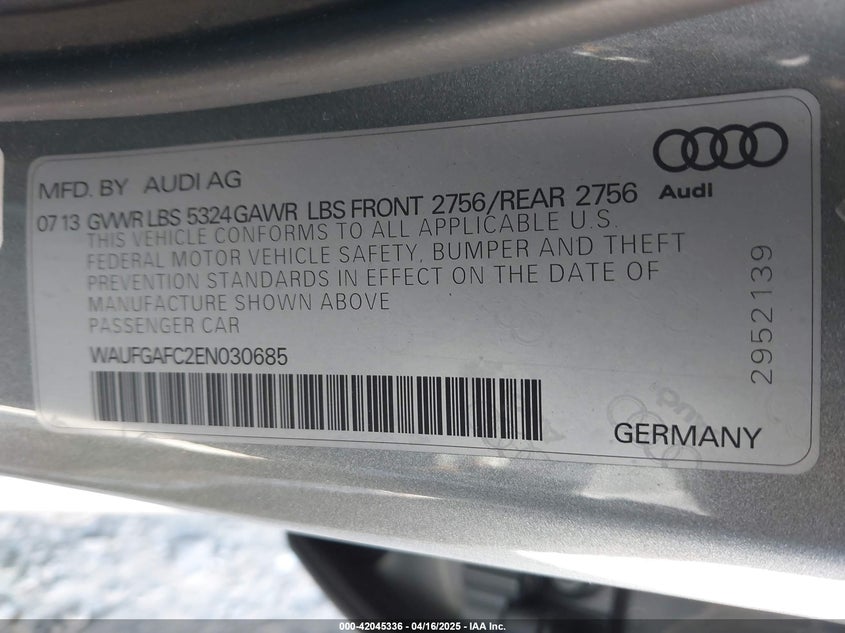 MFD. BY AUDI AG
Audi
07 13 GVWR LBS 5324 GAWR LBS FRONT 2756/REAR 2756
THIS VEHICLE CONFORMS TO ALL APPLICABLE U.S.
FEDERAL MOTOR VEHICLE SAFETY, BUMPER AND THEFT
PREVENTION STANDARDS IN EFFECT ON THE DATE OF
MANUFACTURE SHOWN ABOVE
PASSENGER CAR
WAUFGAFC2EN030685
2952139
GERMANY
000-42045336 - 04/16/2025 - IAA Inc.